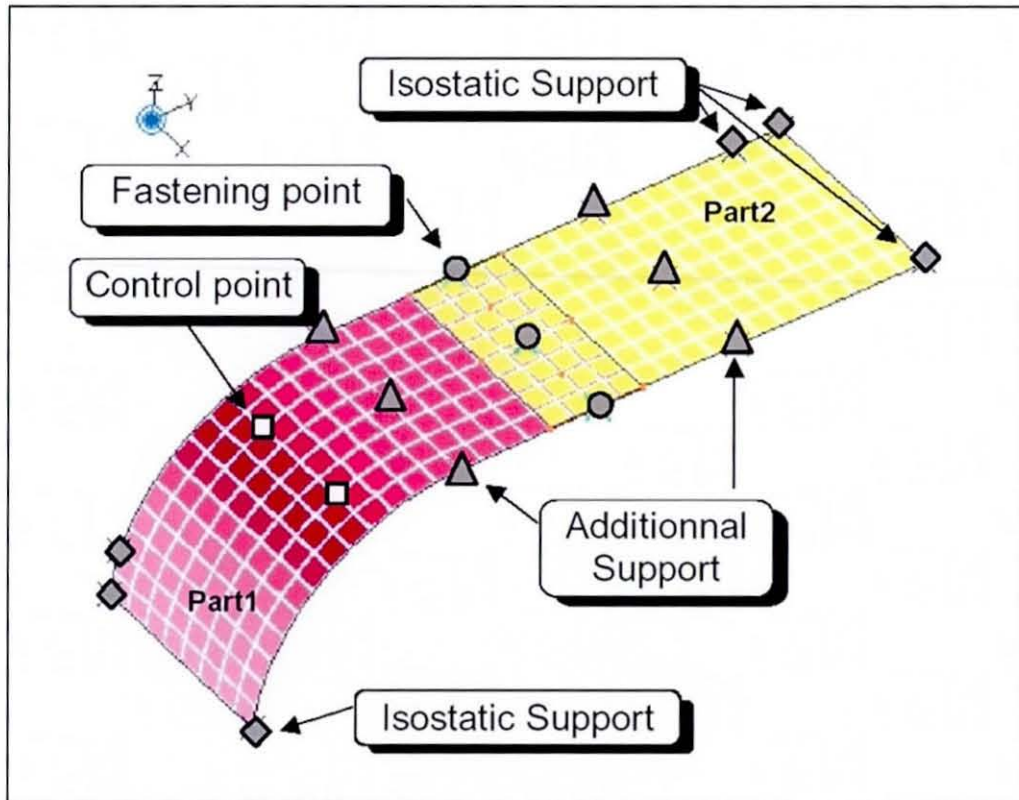 Isostatic Support
Z
Y
X
Fastening point
Part2
Control point
Additionnal
Support
Part1
Isostatic Support